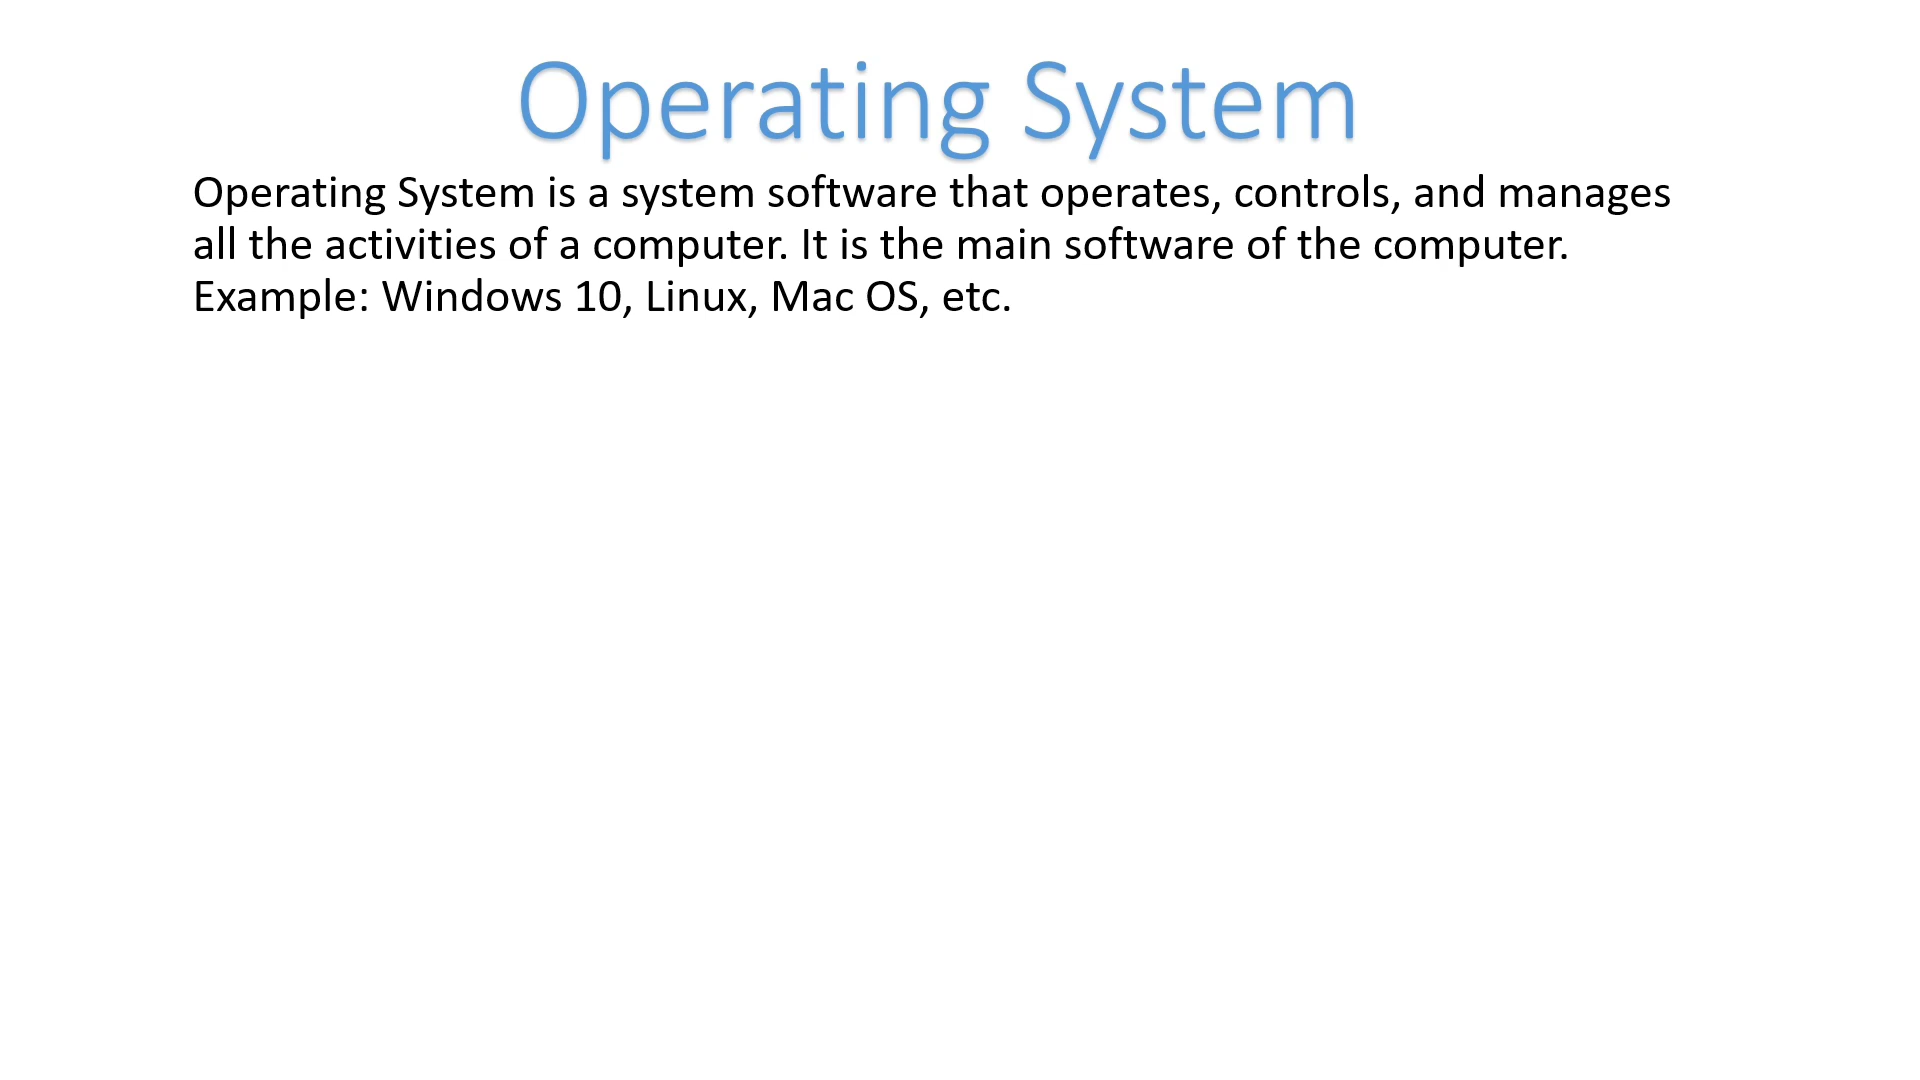 Operating System
Operating System is a system software that operates, controls, and manages
all the activities of a computer. It is the main software of the computer.
Example: Windows 10, Linux, Mac OS, etc.